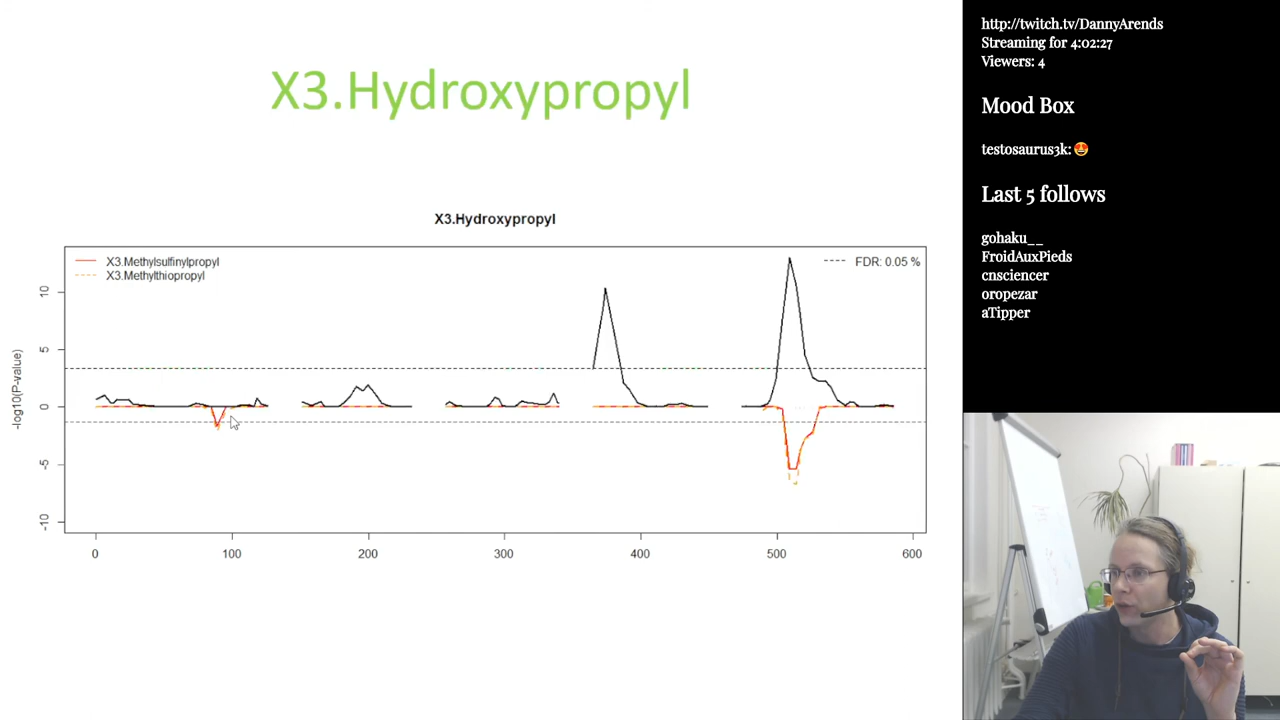 X3.Hydroxypropyl
X3.Hydroxypropyl
X3.Methylsulfinylpropyl
X3.Methylthiopropyl
FDR: 0.05 %
-log10(P-value)
10
5
0
-5
-10
0 100 200 300 400 500 600
http://twitch.tv/DannyArends
Streaming for 4:02:27
Viewers: 4
Mood Box
testosaurus3k: 🤩
Last 5 follows
gohaku__
FroidAuxPieds
cnsciencer
oropezar
aTipper